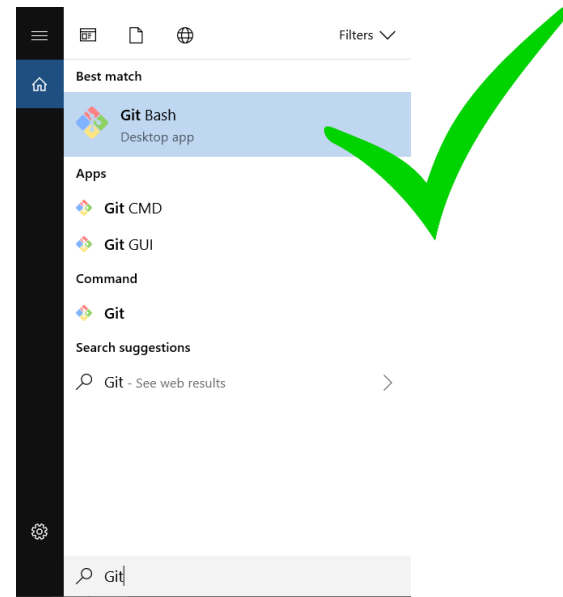 Filters
Best match
Git Bash
Desktop app
Apps
Git CMD
Git GUI
Command
Git
Search suggestions
Git - See web results
Git